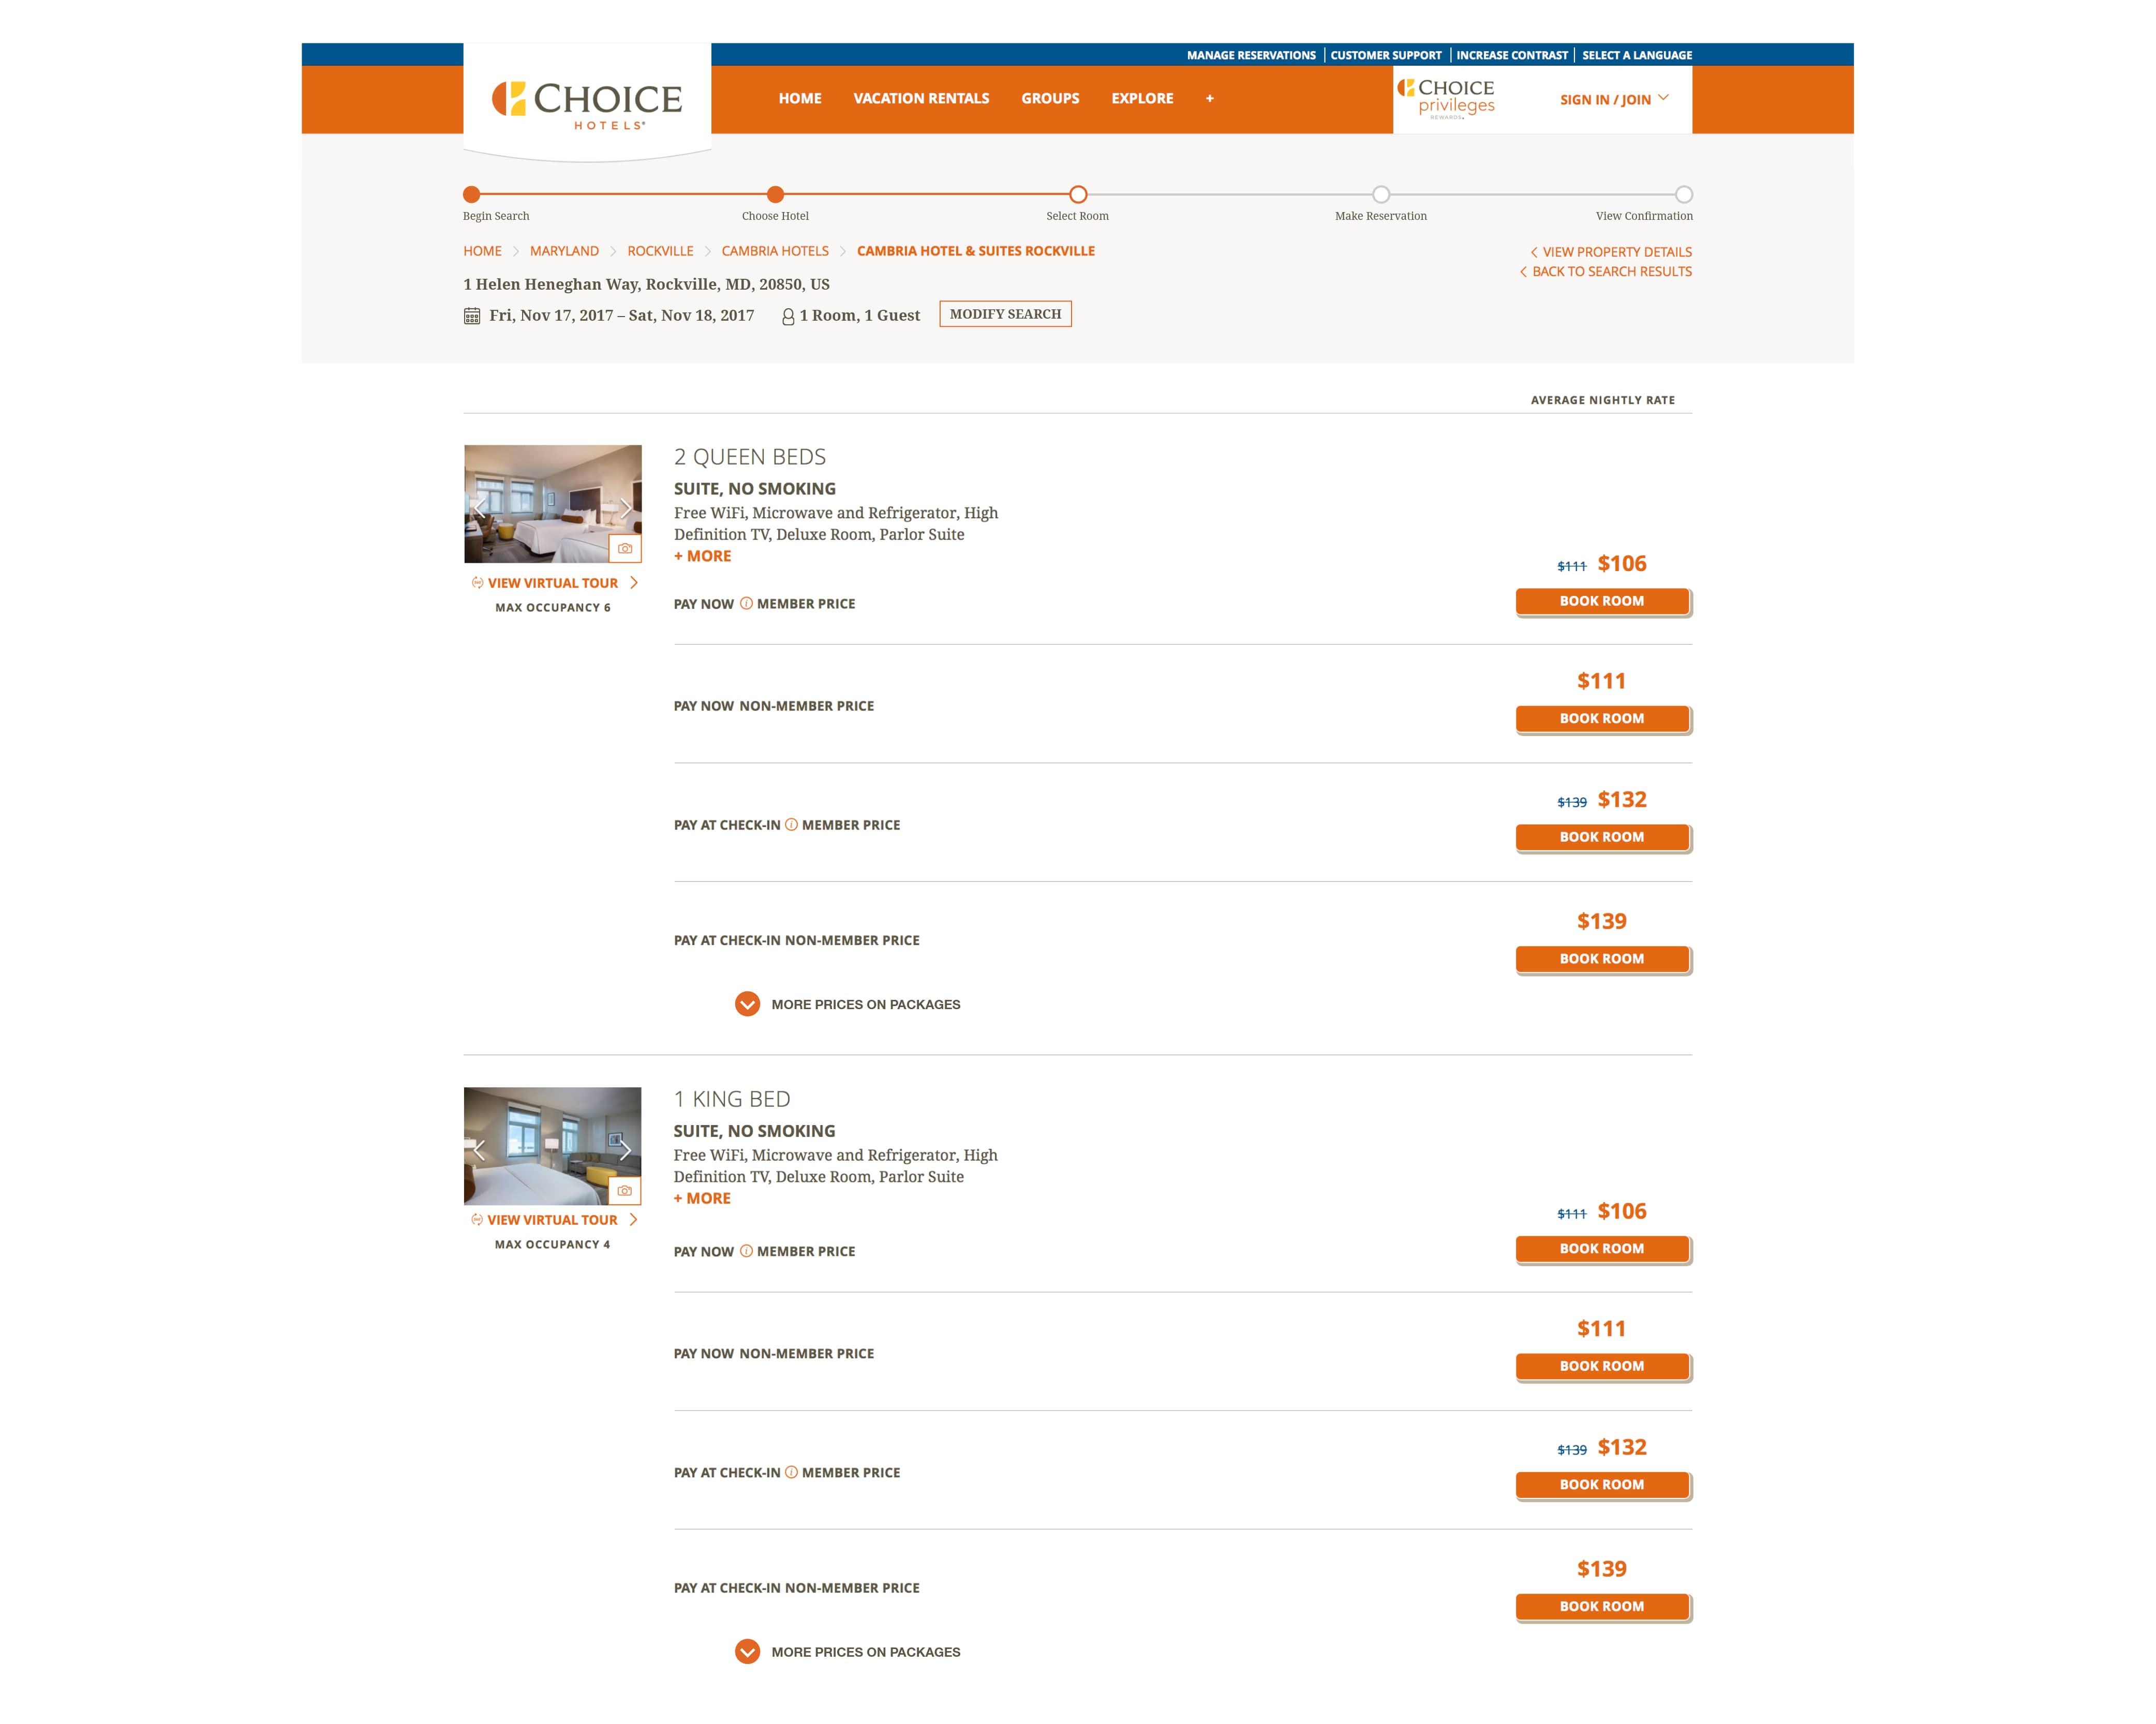 MANAGE RESERVATIONS | CUSTOMER SUPPORT | INCREASE CONTRAST | SELECT A LANGUAGE
CHOICE
HOTELS
HOME VACATION RENTALS GROUPS EXPLORE +
CHOICE
privileges
REWARDS
SIGN IN / JOIN
Begin Search Choose Hotel Select Room Make Reservation View Confirmation
HOME > MARYLAND > ROCKVILLE > CAMBRIA HOTELS > CAMBRIA HOTEL & SUITES ROCKVILLE
< VIEW PROPERTY DETAILS
< BACK TO SEARCH RESULTS
1 Helen Heneghan Way, Rockville, MD, 20850, US
Fri, Nov 17, 2017 – Sat, Nov 18, 2017 1 Room, 1 Guest MODIFY SEARCH
AVERAGE NIGHTLY RATE
2 QUEEN BEDS
SUITE, NO SMOKING
Free WiFi, Microwave and Refrigerator, High
Definition TV, Deluxe Room, Parlor Suite
+ MORE
VIEW VIRTUAL TOUR >
MAX OCCUPANCY 6
PAY NOW MEMBER PRICE
$111 $106
BOOK ROOM
PAY NOW NON-MEMBER PRICE
$111
BOOK ROOM
PAY AT CHECK-IN MEMBER PRICE
$139 $132
BOOK ROOM
PAY AT CHECK-IN NON-MEMBER PRICE
$139
BOOK ROOM
MORE PRICES ON PACKAGES
1 KING BED
SUITE, NO SMOKING
Free WiFi, Microwave and Refrigerator, High
Definition TV, Deluxe Room, Parlor Suite
+ MORE
VIEW VIRTUAL TOUR >
MAX OCCUPANCY 4
PAY NOW MEMBER PRICE
$111 $106
BOOK ROOM
PAY NOW NON-MEMBER PRICE
$111
BOOK ROOM
PAY AT CHECK-IN MEMBER PRICE
$139 $132
BOOK ROOM
PAY AT CHECK-IN NON-MEMBER PRICE
$139
BOOK ROOM
MORE PRICES ON PACKAGES